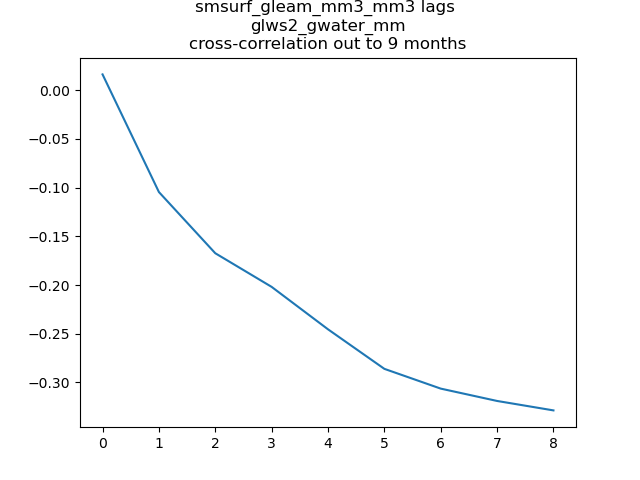 smsurf_gleam_mm3_mm3 lags
glws2_gwater_mm
cross-correlation out to 9 months
0.00
−0.05
−0.10
−0.15
−0.20
−0.25
−0.30
0 1 2 3 4 5 6 7 8